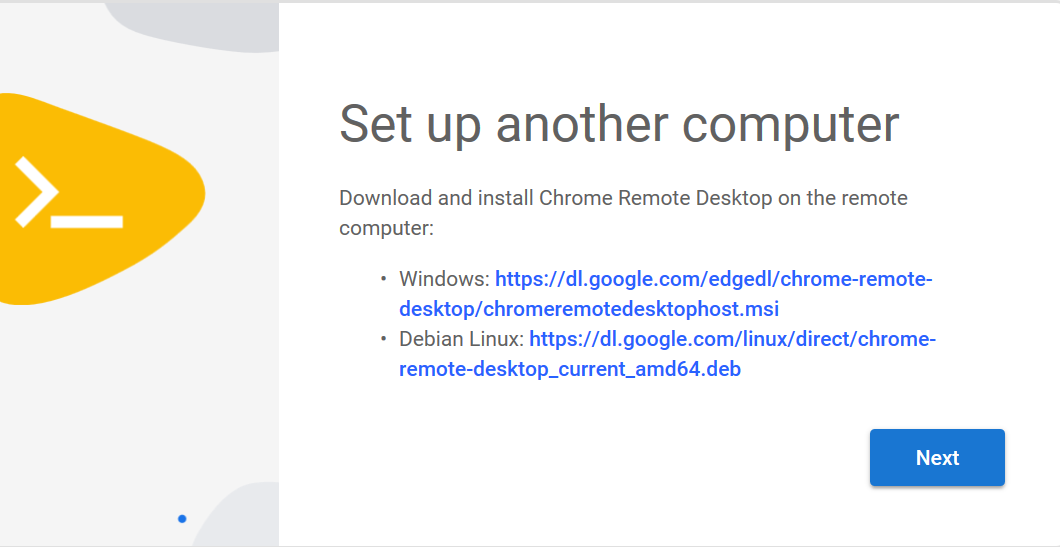 Set up another computer
Download and install Chrome Remote Desktop on the remote
computer:
• Windows: https://dl.google.com/edgedl/chrome-remote-
desktop/chromeremotedesktophost.msi
• Debian Linux: https://dl.google.com/linux/direct/chrome-
remote-desktop_current_amd64.deb
Next